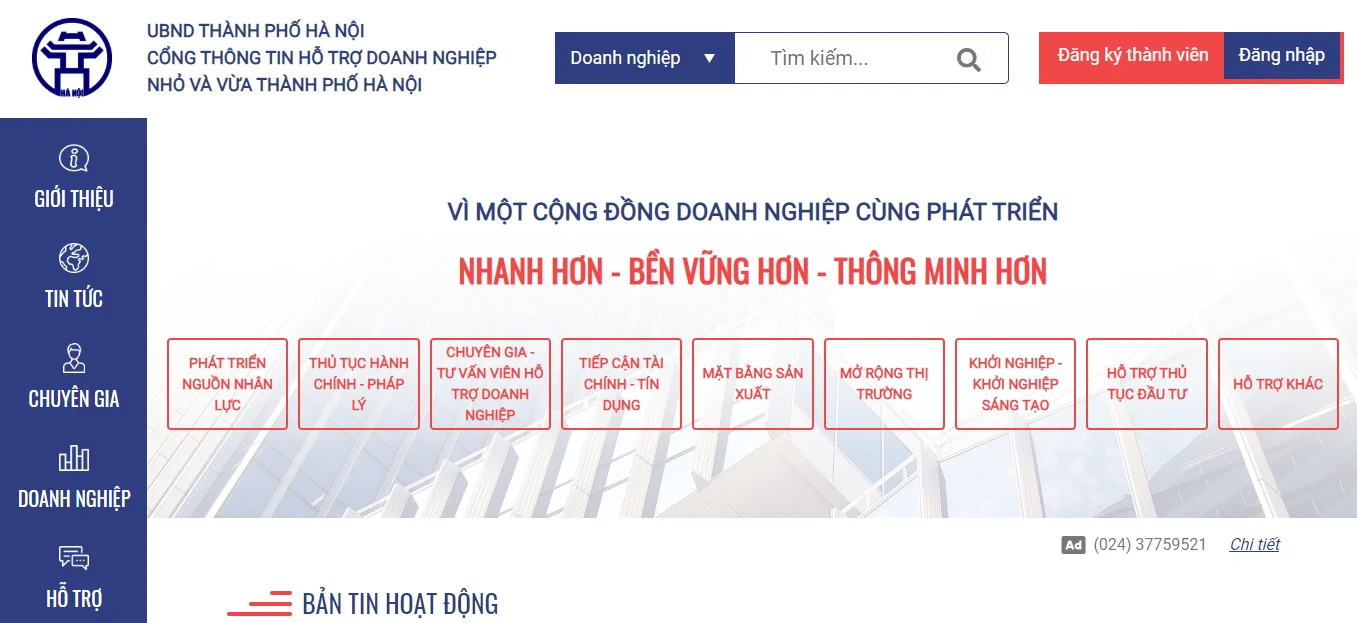 HÀ NỘI
UBND THÀNH PHỐ HÀ NỘI
CỔNG THÔNG TIN HỖ TRỢ DOANH NGHIỆP
NHỎ VÀ VỪA THÀNH PHỐ HÀ NỘI
Doanh nghiệp
Tìm kiếm...
Đăng ký thành viên
Đăng nhập
GIỚI THIỆU
TIN TỨC
CHUYÊN GIA
DOANH NGHIỆP
HỖ TRỢ
VÌ MỘT CỘNG ĐỒNG DOANH NGHIỆP CÙNG PHÁT TRIỂN
NHANH HƠN - BỀN VỮNG HƠN - THÔNG MINH HƠN
PHÁT TRIỂN
NGUỒN NHÂN
LỰC
THỦ TỤC HÀNH
CHÍNH - PHÁP
LÝ
CHUYÊN GIA -
TƯ VẤN VIÊN HỖ
TRỢ DOANH
NGHIỆP
TIẾP CẬN TÀI
CHÍNH - TÍN
DỤNG
MẶT BẰNG SẢN
XUẤT
MỞ RỘNG THỊ
TRƯỜNG
KHỞI NGHIỆP -
KHỞI NGHIỆP
SÁNG TẠO
HỖ TRỢ THỦ
TỤC ĐẦU TƯ
HỖ TRỢ KHÁC
Ad (024) 37759521 Chi tiết
BẢN TIN HOẠT ĐỘNG